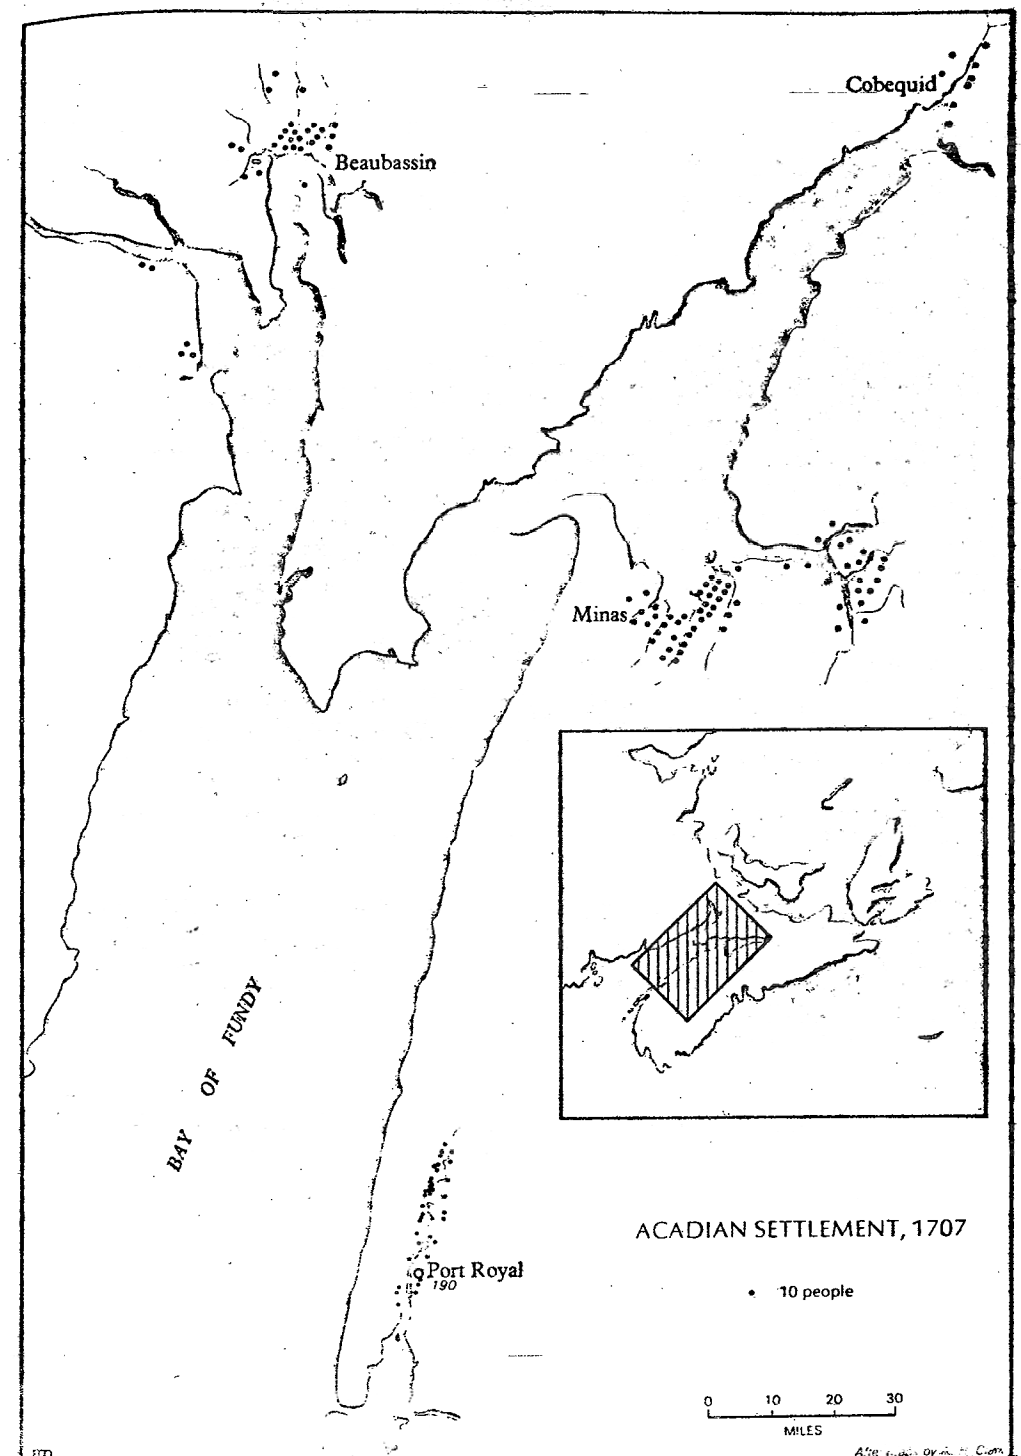 Cobequid
Beaubassin
Minas
BAY OF FUNDY
Port Royal
190
ACADIAN SETTLEMENT, 1707
10 people
0 10 20 30
MILES